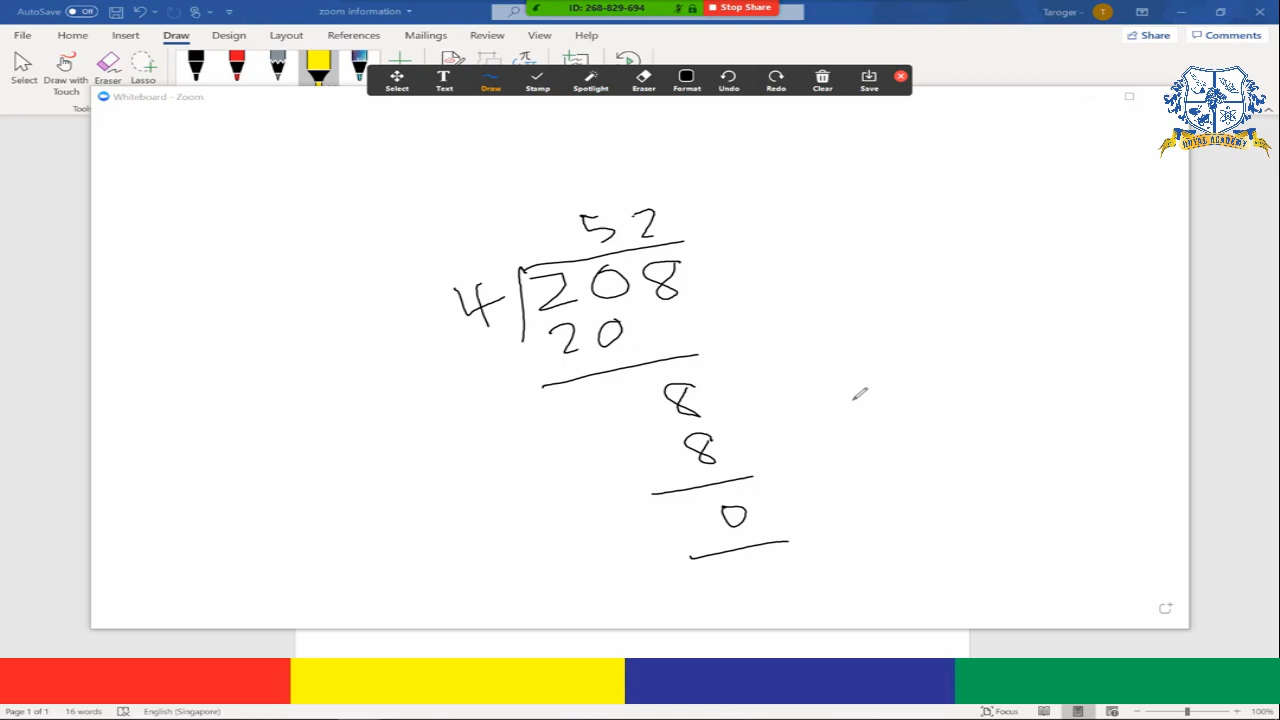 AutoSave Off zoom information ID: 268-829-694 Stop Share Taroger - T
File Home Insert Draw Design Layout References Mailings Review View Help Share Comments
Select Draw with Touch Eraser Lasso
Select Text Draw Stamp Spotlight Eraser Format Undo Redo Clear Save
Tools
Whiteboard - Zoom
52
4 208
20
8
8
0
Page 1 of 1 16 words English (Singapore) Focus 100%